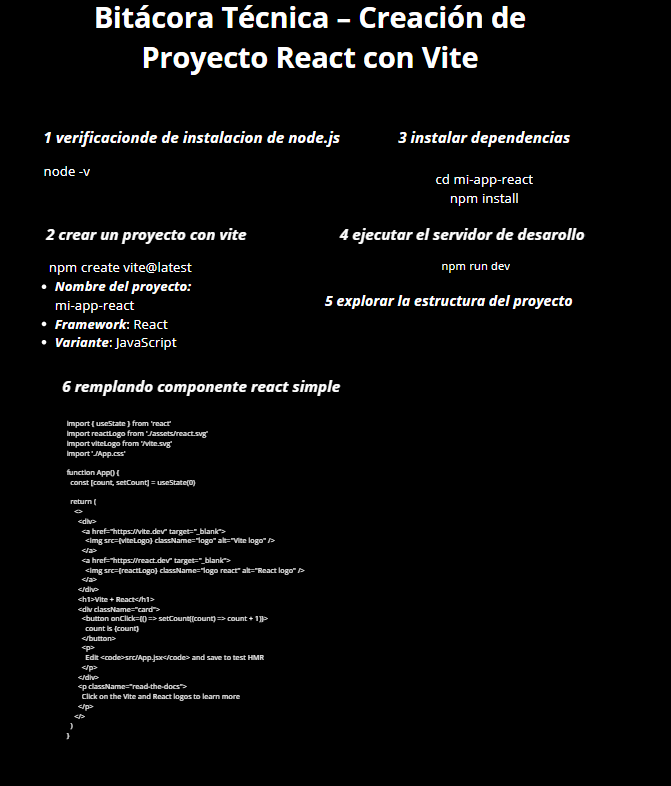 Bitácora Técnica – Creación de
Proyecto React con Vite
1 verificacionde de instalacion de node.js
node -v
2 crear un proyecto con vite
npm create vite@latest
• Nombre del proyecto:
mi-app-react
• Framework: React
• Variante: JavaScript
3 instalar dependencias
cd mi-app-react
npm install
4 ejecutar el servidor de desarollo
npm run dev
5 explorar la estructura del proyecto
6 remplando componente react simple
import { useState } from 'react'
import reactLogo from './assets/react.svg'
import viteLogo from '/vite.svg'
import './App.css'
function App() {
const [count, setCount] = useState(0)
return (
<>
<div>
<a href="https://vite.dev" target="_blank">
<img src={viteLogo} className="logo" alt="Vite logo" />
</a>
<a href="https://react.dev" target="_blank">
<img src={reactLogo} className="logo react" alt="React logo" />
</a>
</div>
<h1>Vite + React</h1>
<div className="card">
<button onClick={() => setCount((count) => count + 1)}>
count is {count}
</button>
<p>
Edit <code>src/App.jsx</code> and save to test HMR
</p>
</div>
<p className="read-the-docs">
Click on the Vite and React logos to learn more
</p>
</>
)
}